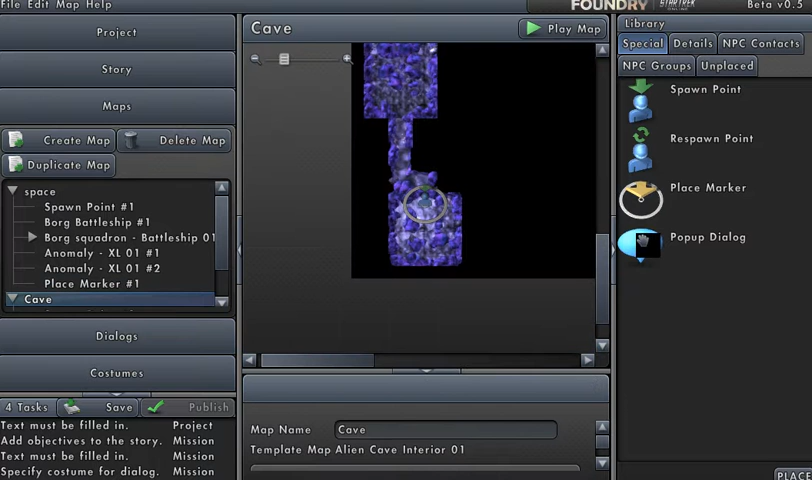 File Edit Map Help
FOUNDRY STAR TREK
Beta v0.5
Project
Story
Maps
Create Map
Delete Map
Duplicate Map
space
Spawn Point #1
Borg Battleship #1
Borg squadron - Battleship 01
Anomaly - XL 01 #1
Anomaly - XL 01 #2
Place Marker #1
Cave
Dialogs
Costumes
4 Tasks
Save
Publish
Text must be filled in. Project
Add objectives to the story. Mission
Text must be filled in. Mission
Specify costume for dialog. Mission
Cave
Play Map
Map Name Cave
Template Map Alien Cave Interior 01
Library
Special Details NPC Contacts
NPC Groups Unplaced
Spawn Point
Respawn Point
Place Marker
Popup Dialog
PLACE